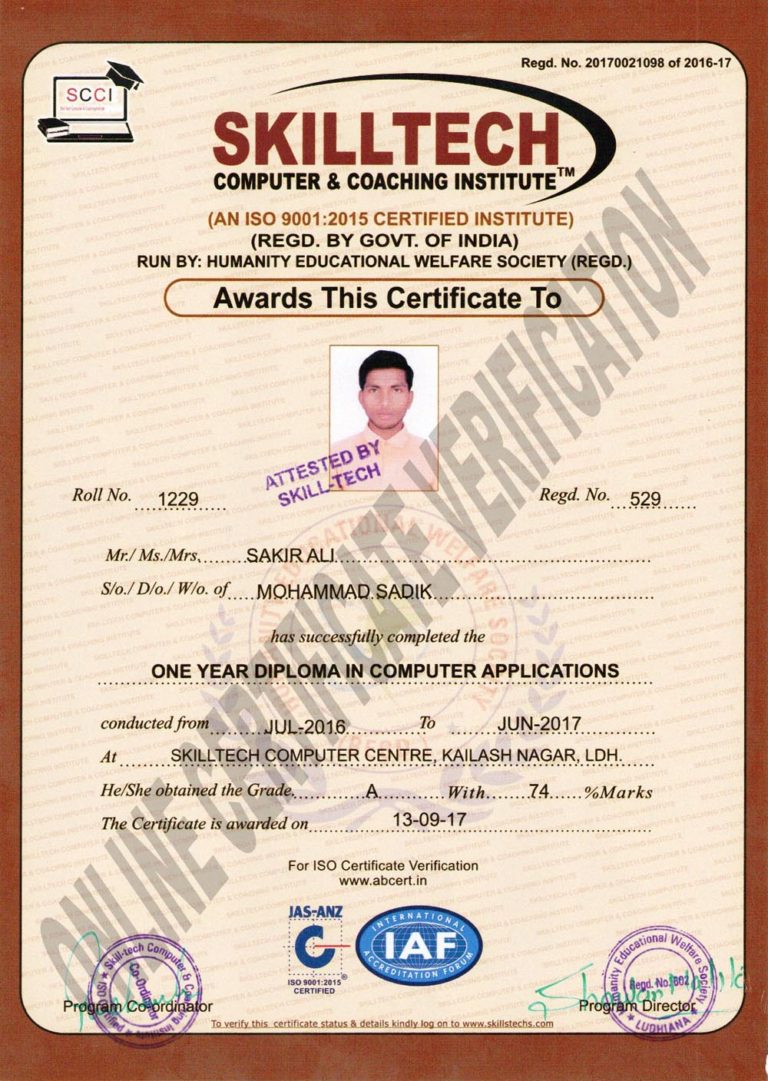 Regd. No. 20170021098 of 2016-17
SCCI
SKILLTECH
COMPUTER & COACHING INSTITUTE™
(AN ISO 9001:2015 CERTIFIED INSTITUTE)
(REGD. BY GOVT. OF INDIA)
RUN BY: HUMANITY EDUCATIONAL WELFARE SOCIETY (REGD.)
Awards This Certificate To
ATTESTED BY
SKILL-TECH
Roll No. 1229 Regd. No. 529
Mr./ Ms./Mrs. SAKIR ALI
S/o./ D/o./ W/o. of MOHAMMAD SADIK
has successfully completed the
ONE YEAR DIPLOMA IN COMPUTER APPLICATIONS
conducted from JUL-2016 To JUN-2017
At SKILLTECH COMPUTER CENTRE, KAILASH NAGAR, LDH.
He/She obtained the Grade A With 74 %Marks
The Certificate is awarded on 13-09-17
ONLINE CERTIFICATE VERIFICATION
For ISO Certificate Verification
www.abcert.in
JAS-ANZ
ISO 9001:2015
CERTIFIED
®
INTERNATIONAL
IAF
ACCREDITATION FORUM
Skill-tech Computer &
Co-Ordinator
Program Co-ordinator
Humanity Educational Welfare Society
Regd. No.
LUDHIANA
Program Director
To verify this certificate status & details kindly log on to www.skillstechs.com